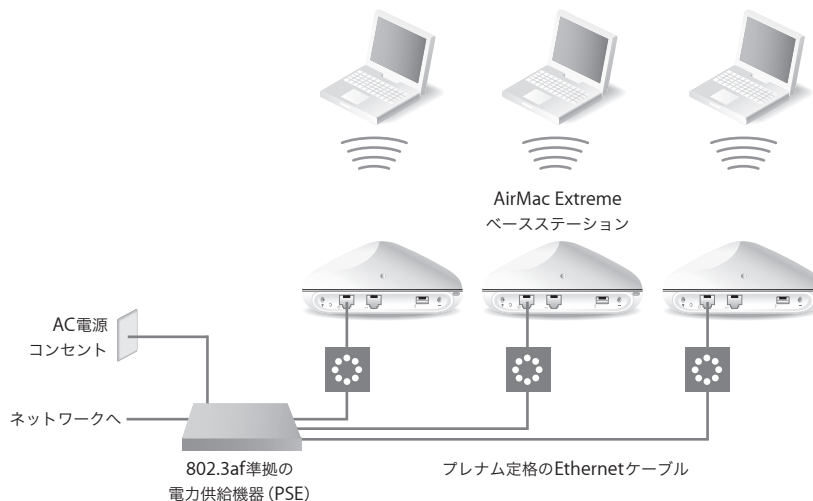 AirMac Extreme
ベースステーション
AC電源
コンセント
ネットワークへ
802.3af準拠の
電力供給機器（PSE）
プレナム定格のEthernetケーブル